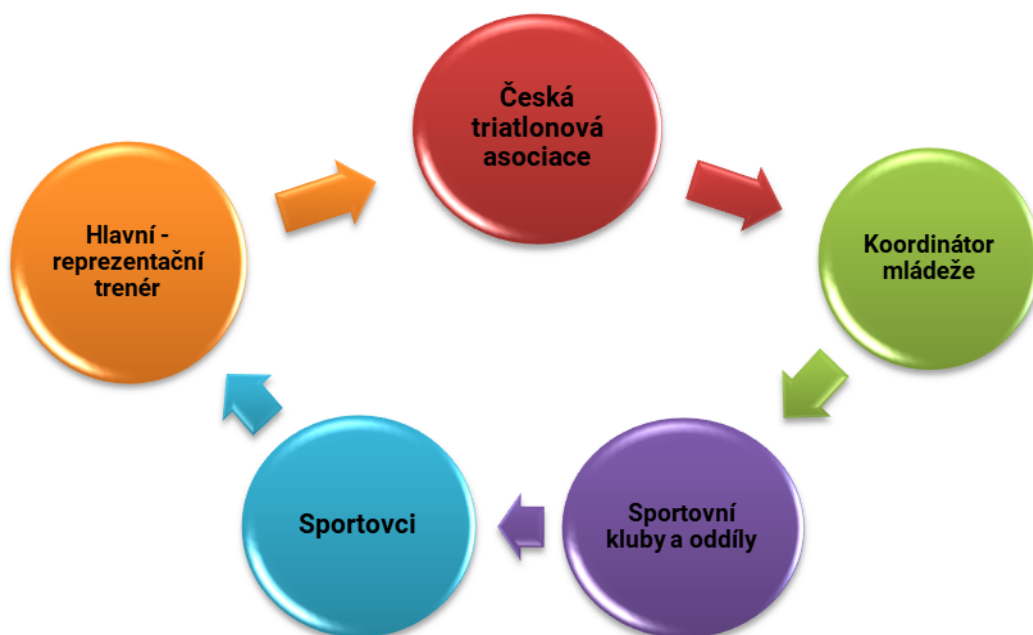 Česká
triatlonová
asociace
Koordinátor
mládeže
Sportovní
kluby a oddíly
Sportovci
Hlavní -
reprezentační
trenér